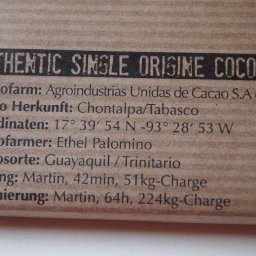 THENTIC SINGLE ORIGINE COCO
ofarm: Agroindustrias Unidas de Cacao S.A
o Herkunft: Chontalpa/Tabasco
dinaten: 17° 39′ 54 N -93° 28′ 53 W
ofarmer: Ethel Palomino
osorte: Guayaquil / Trinitario
ng: Martin, 42min, 51kg-Charge
nierung: Martin, 64h, 224kg-Charge